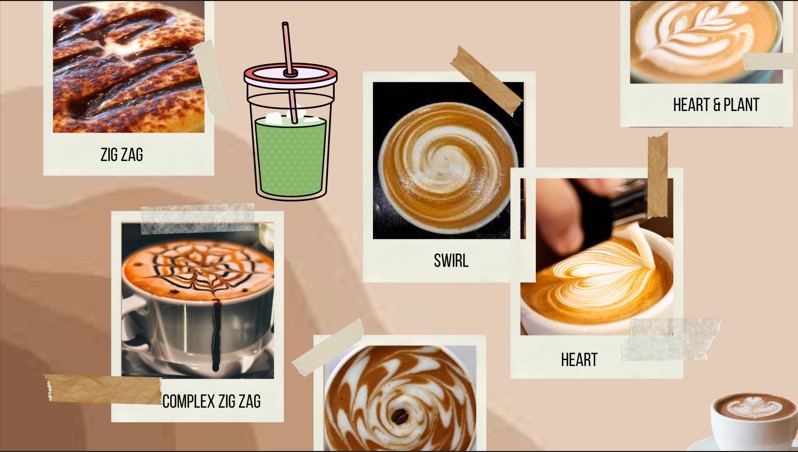 ZIG ZAG
HEART & PLANT
SWIRL
HEART
COMPLEX ZIG ZAG